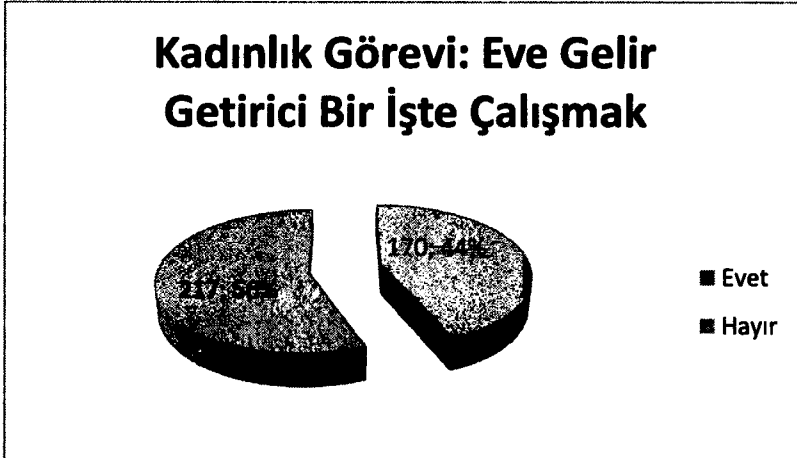 Kadınlık Görevi: Eve Gelir
Getirici Bir İşte Çalışmak
217; 56%
170; 44%
Evet
Hayır